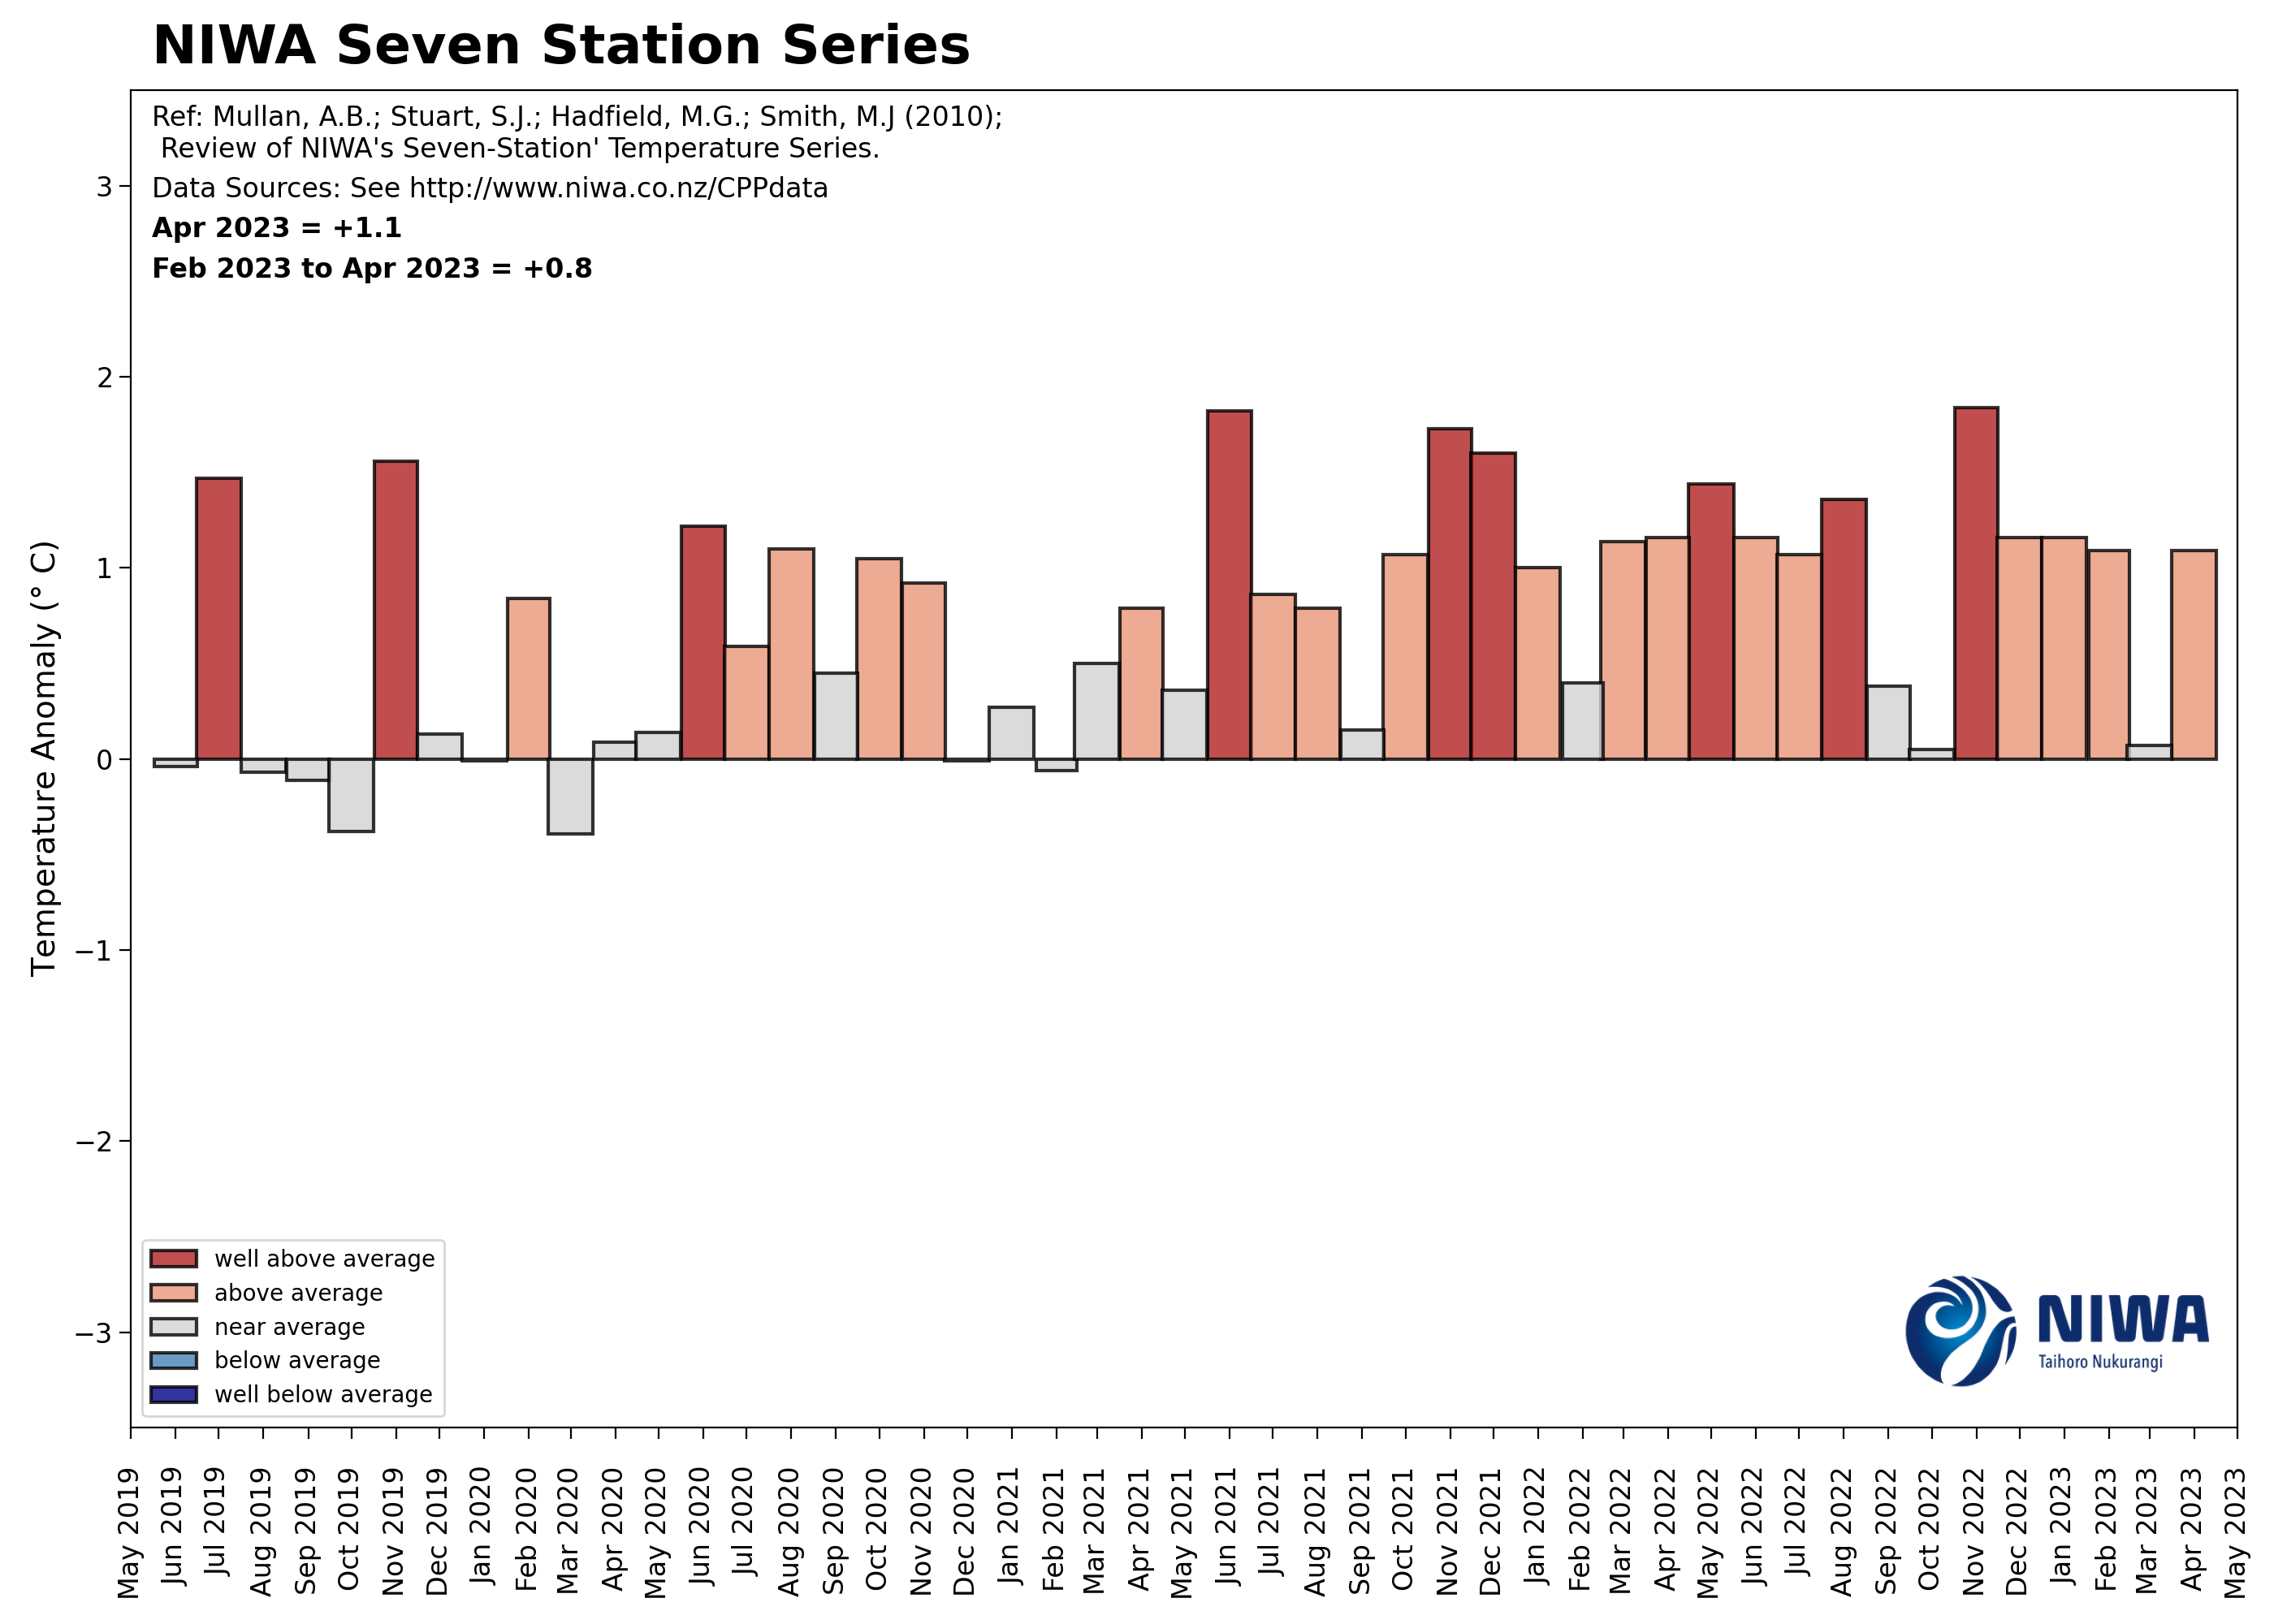 NIWA Seven Station Series
Ref: Mullan, A.B.; Stuart, S.J.; Hadfield, M.G.; Smith, M.J (2010);
Review of NIWA's Seven-Station' Temperature Series.
Data Sources: See http://www.niwa.co.nz/CPPdata
Apr 2023 = +1.1
Feb 2023 to Apr 2023 = +0.8
Temperature Anomaly (° C)
3
2
1
0
−1
−2
−3
well above average
above average
near average
below average
well below average
NIWA
Taihoro Nukurangi
May 2019
Jun 2019
Jul 2019
Aug 2019
Sep 2019
Oct 2019
Nov 2019
Dec 2019
Jan 2020
Feb 2020
Mar 2020
Apr 2020
May 2020
Jun 2020
Jul 2020
Aug 2020
Sep 2020
Oct 2020
Nov 2020
Dec 2020
Jan 2021
Feb 2021
Mar 2021
Apr 2021
May 2021
Jun 2021
Jul 2021
Aug 2021
Sep 2021
Oct 2021
Nov 2021
Dec 2021
Jan 2022
Feb 2022
Mar 2022
Apr 2022
May 2022
Jun 2022
Jul 2022
Aug 2022
Sep 2022
Oct 2022
Nov 2022
Dec 2022
Jan 2023
Feb 2023
Mar 2023
Apr 2023
May 2023